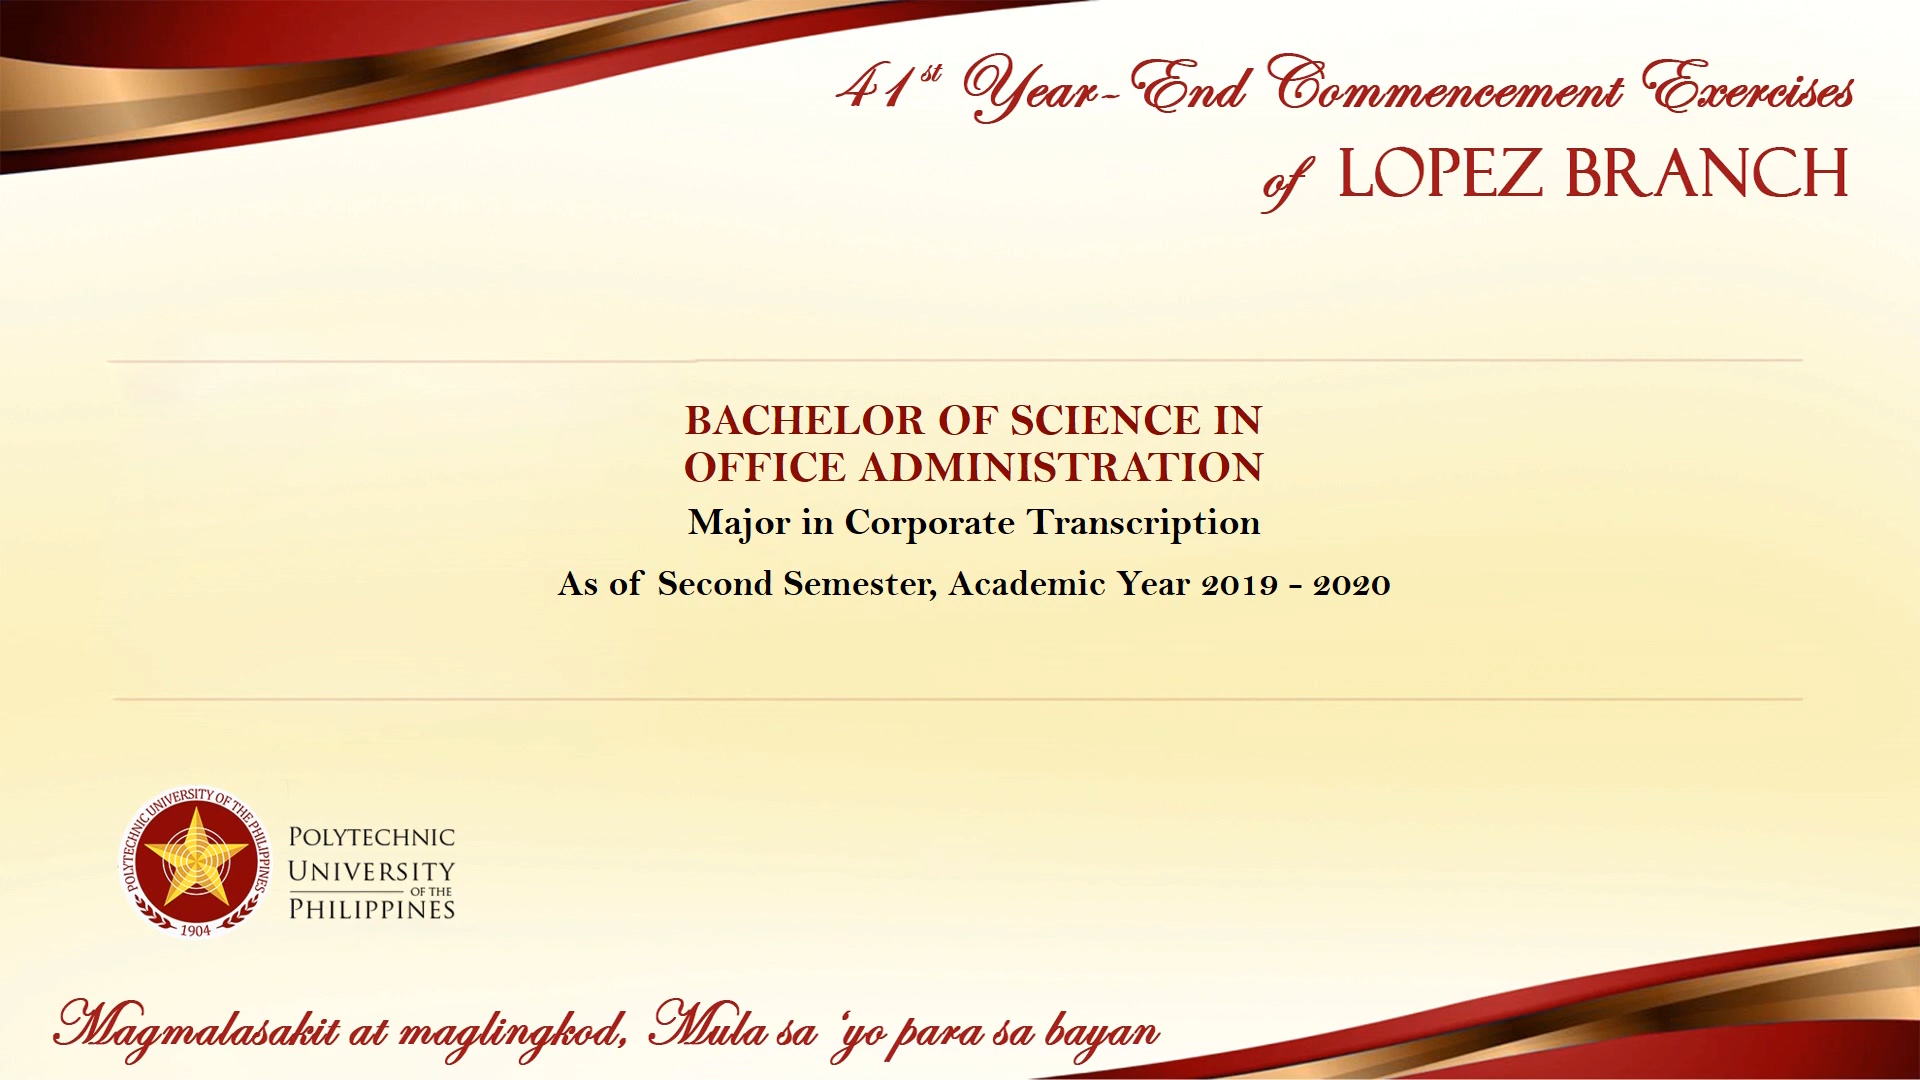 41st Year-End Commencement Exercises
of LOPEZ BRANCH
BACHELOR OF SCIENCE IN
OFFICE ADMINISTRATION
Major in Corporate Transcription
As of Second Semester, Academic Year 2019 - 2020
POLYTECHNIC UNIVERSITY OF THE PHILIPPINES
1904
POLYTECHNIC
UNIVERSITY
OF THE
PHILIPPINES
Magmalasakit at maglingkod, Mula sa ‘yo para sa bayan